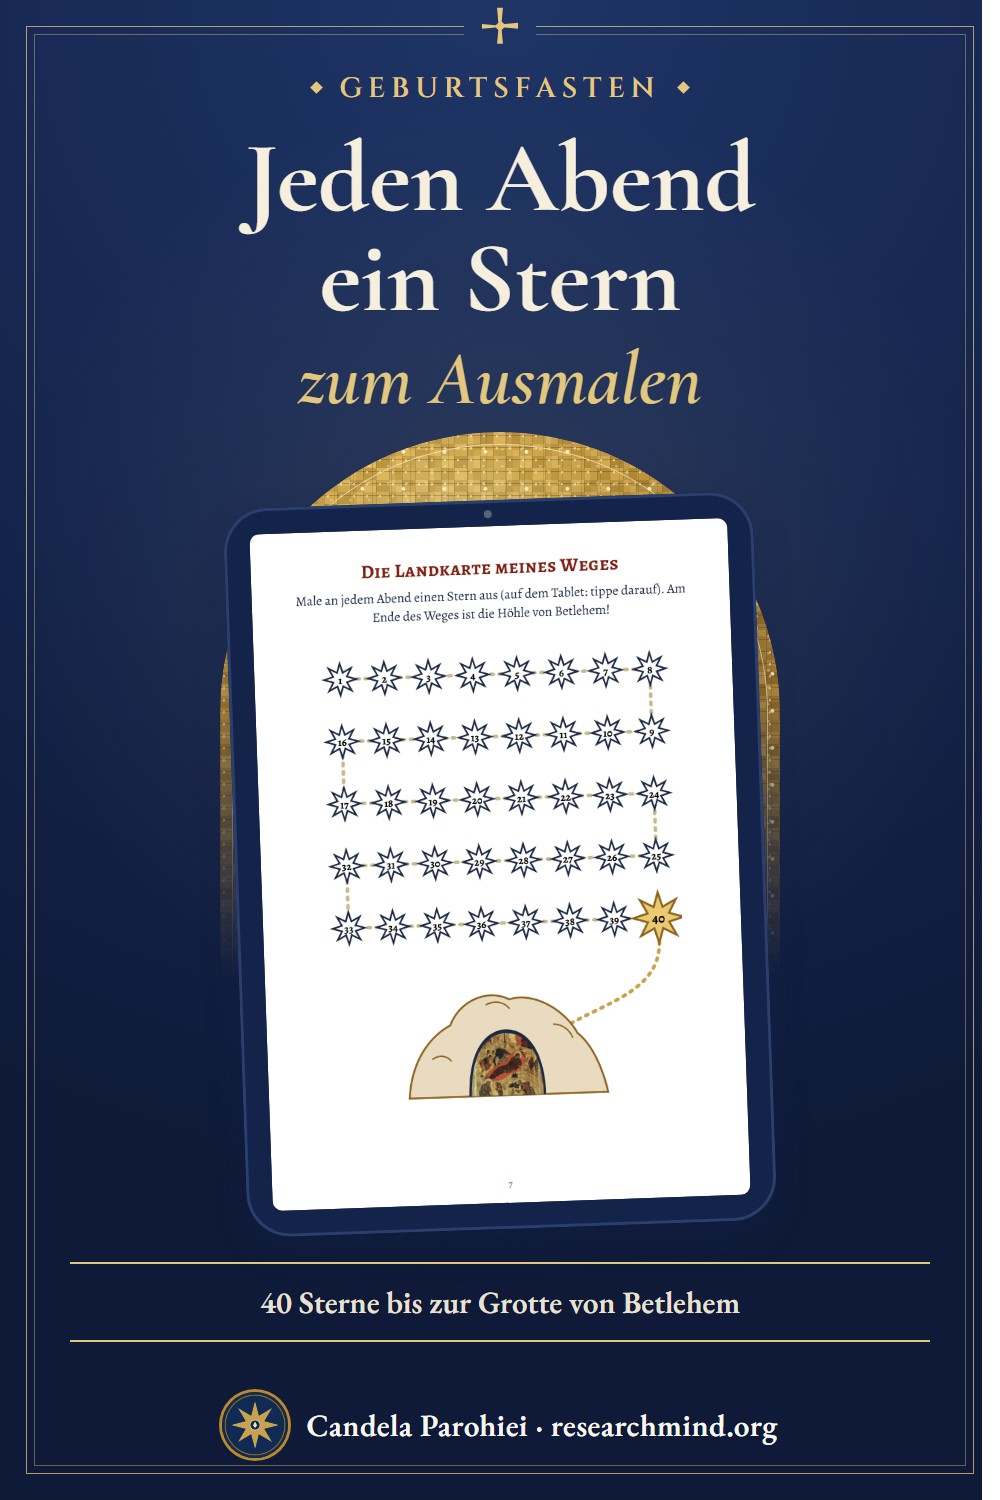 GEBURTSFASTEN
Jeden Abend
ein Stern
zum Ausmalen
Die Landkarte meines Weges
Male an jedem Abend einen Stern aus (auf dem Tablet: tippe darauf). Am
Ende des Weges ist die Höhle von Betlehem!
1 2 3 4 5 6 7 8
16 15 14 13 12 11 10 9
17 18 19 20 21 22 23 24
32 31 30 29 28 27 26 25
33 34 35 36 37 38 39 40
7
40 Sterne bis zur Grotte von Betlehem
Candela Parohiei · researchmind.org